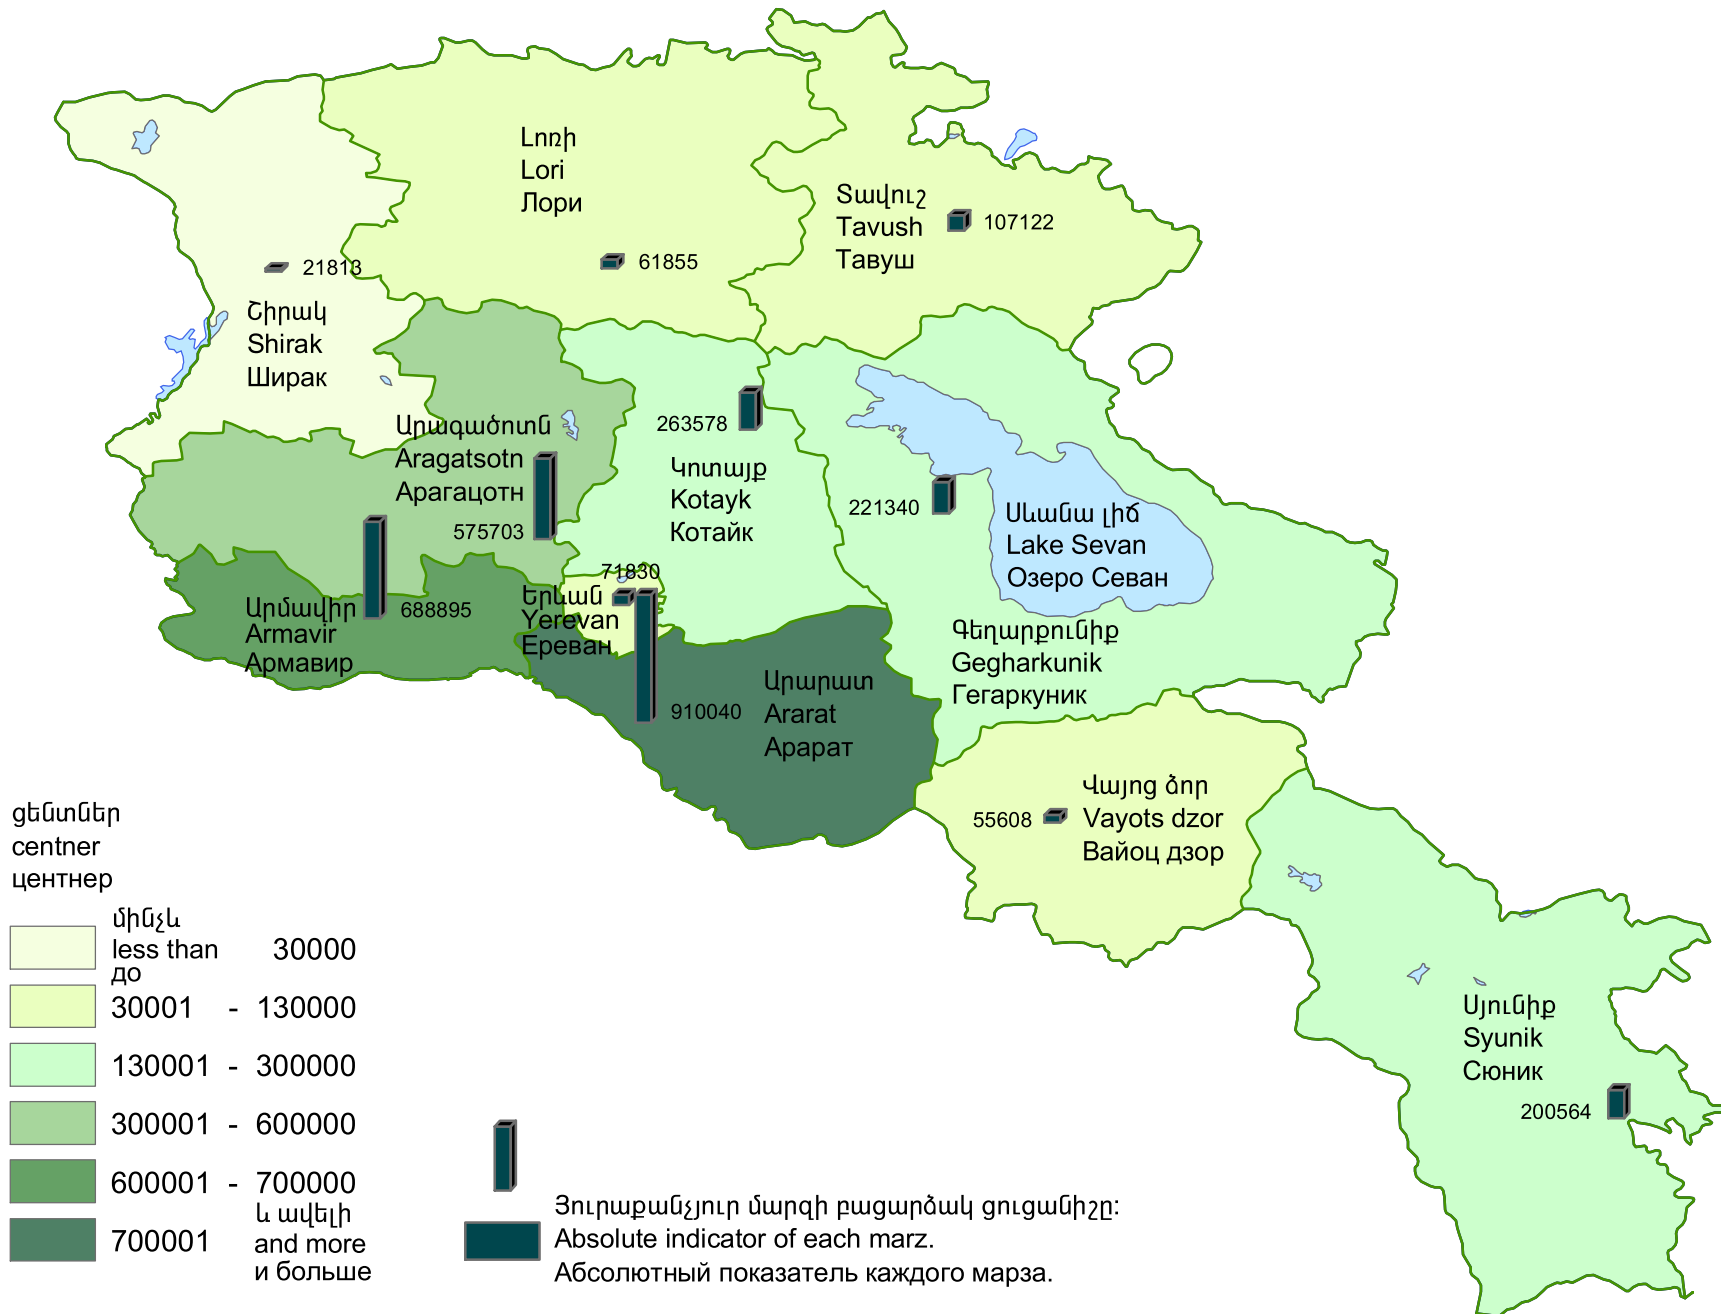 Լոռի
Lori
Лори
61855
Տավուշ
Tavush
Тавуш
107122
21813
Շիրակ
Shirak
Ширак
Արագածոտն
Aragatsotn
Арагацотн
575703
263578
Կոտայք
Kotayk
Котайк
221340
Սևանա լիճ
Lake Sevan
Озеро Севан
Գեղարքունիք
Gegharkunik
Гегаркуник
Արմավիր
Armavir
Армавир
688895
71830
Երևան
Yerevan
Ереван
910040
Արարատ
Ararat
Арарат
55608
Վայոց ձոր
Vayots dzor
Вайоц дзор
Սյունիք
Syunik
Сюник
200564
ցենտներ
centner
центнер
մինչև
less than 30000
до
30001 - 130000
130001 - 300000
300001 - 600000
600001 - 700000
և ավելի
700001 and more
и больше
Յուրաքանչյուր մարզի բացարձակ ցուցանիշը:
Absolute indicator of each marz.
Абсолютный показатель каждого марза.